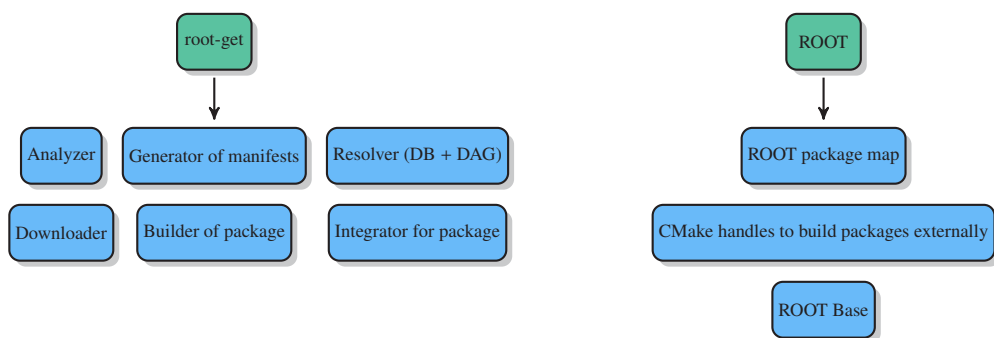 root-get
Analyzer
Generator of manifests
Resolver (DB + DAG)
Downloader
Builder of package
Integrator for package
ROOT
ROOT package map
CMake handles to build packages externally
ROOT Base